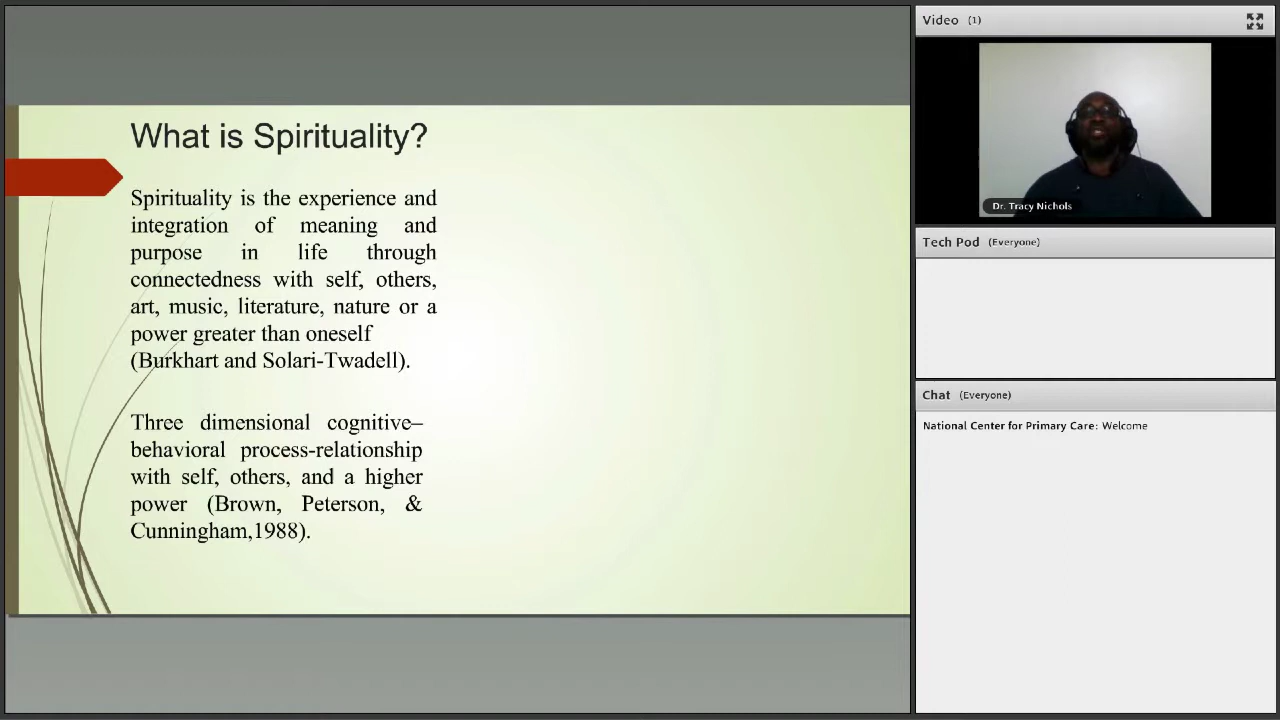 What is Spirituality?
Spirituality is the experience and
integration of meaning and
purpose in life through
connectedness with self, others,
art, music, literature, nature or a
power greater than oneself
(Burkhart and Solari-Twadell).
Three dimensional cognitive–
behavioral process-relationship
with self, others, and a higher
power (Brown, Peterson, &
Cunningham,1988).
Video (1)
Dr. Tracy Nichols
Tech Pod (Everyone)
Chat (Everyone)
National Center for Primary Care: Welcome